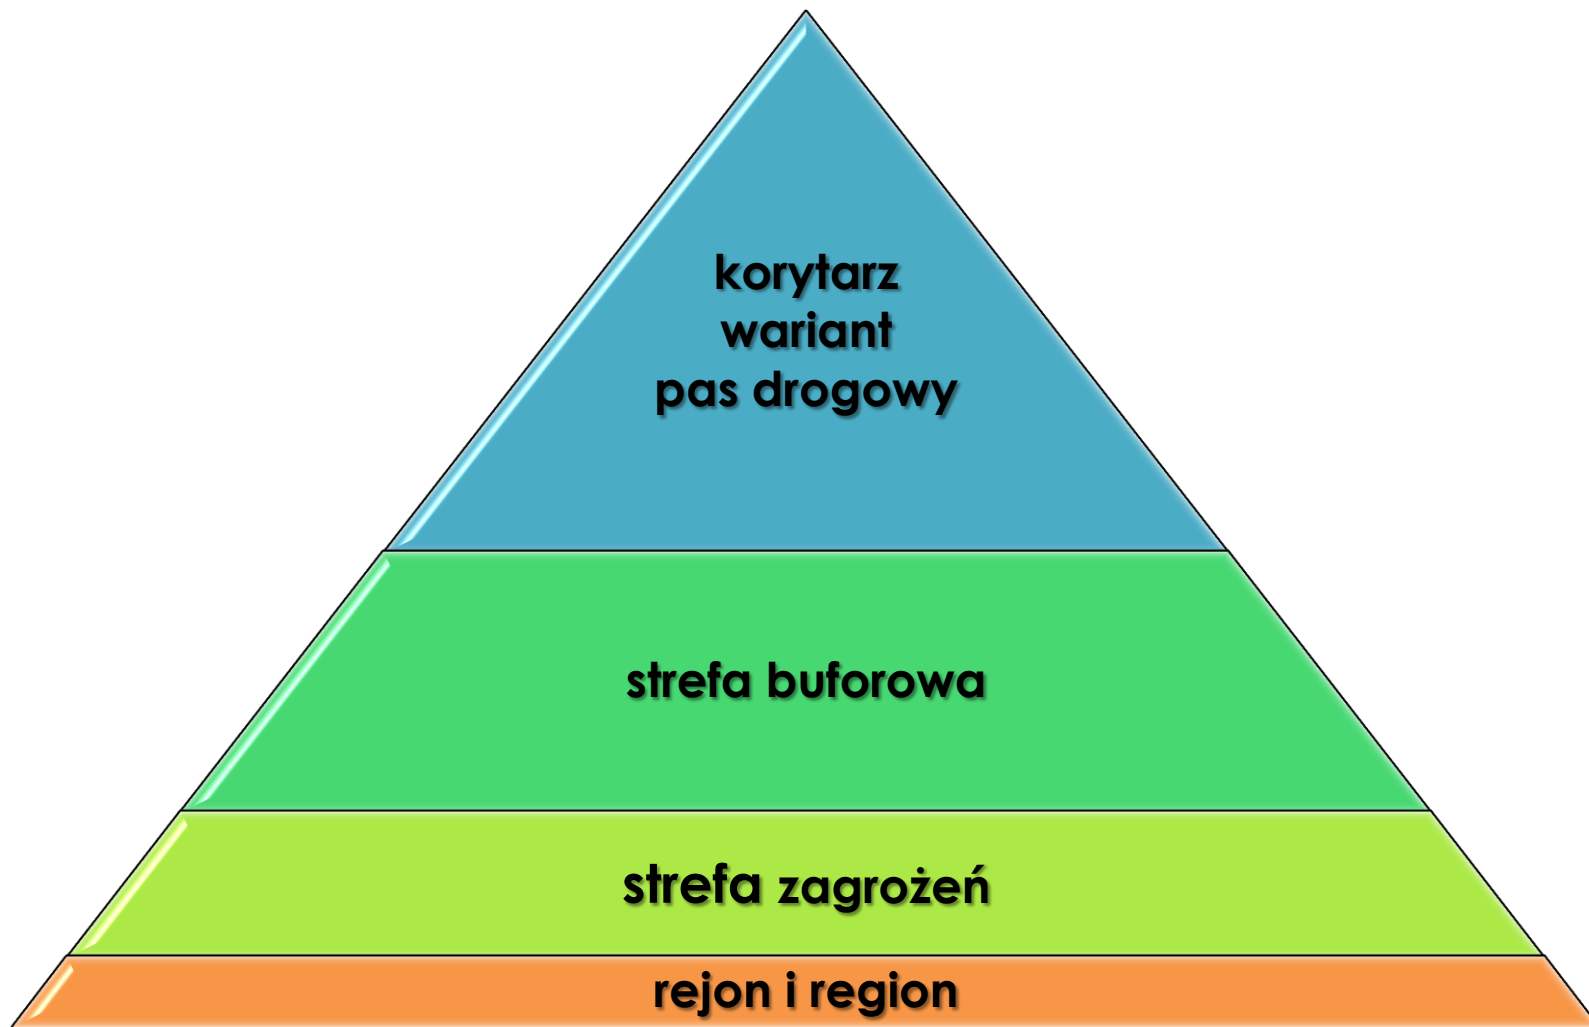 korytarz
wariant
pas drogowy
strefa buforowa
strefa zagrożeń
rejon i region